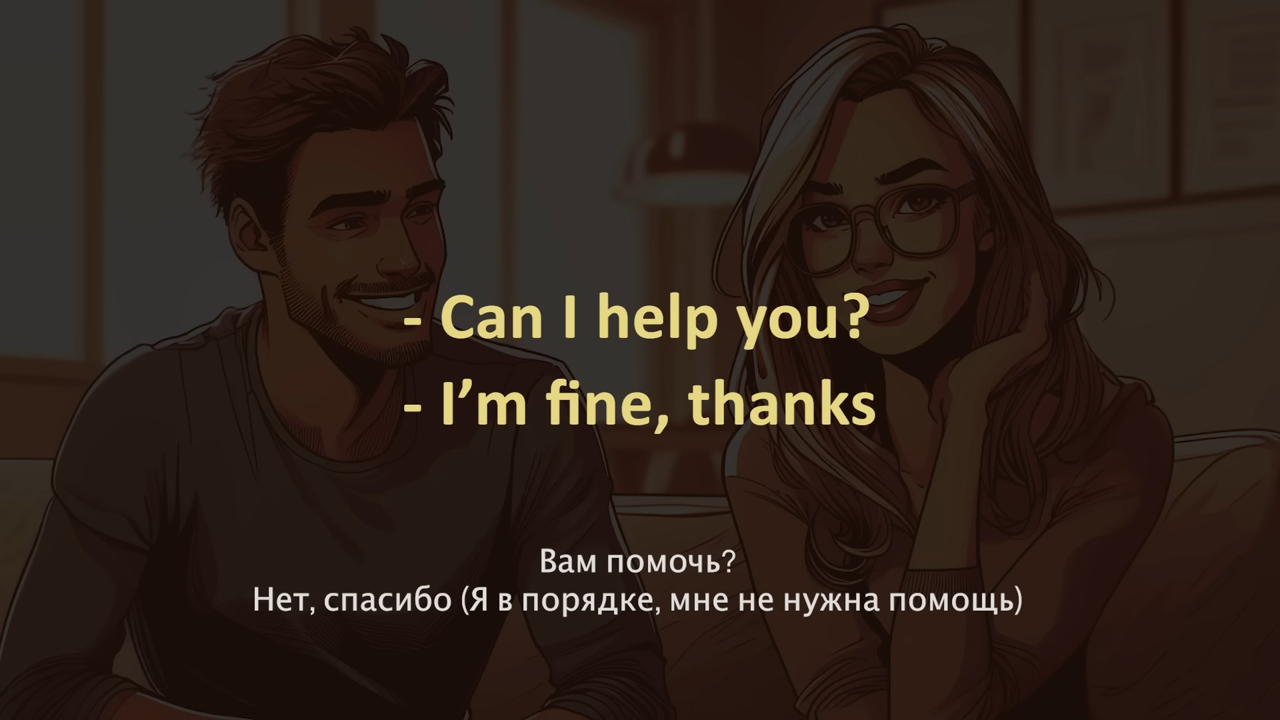 - Can I help you?
- I’m fine, thanks
Вам помочь?
Нет, спасибо (Я в порядке, мне не нужна помощь)